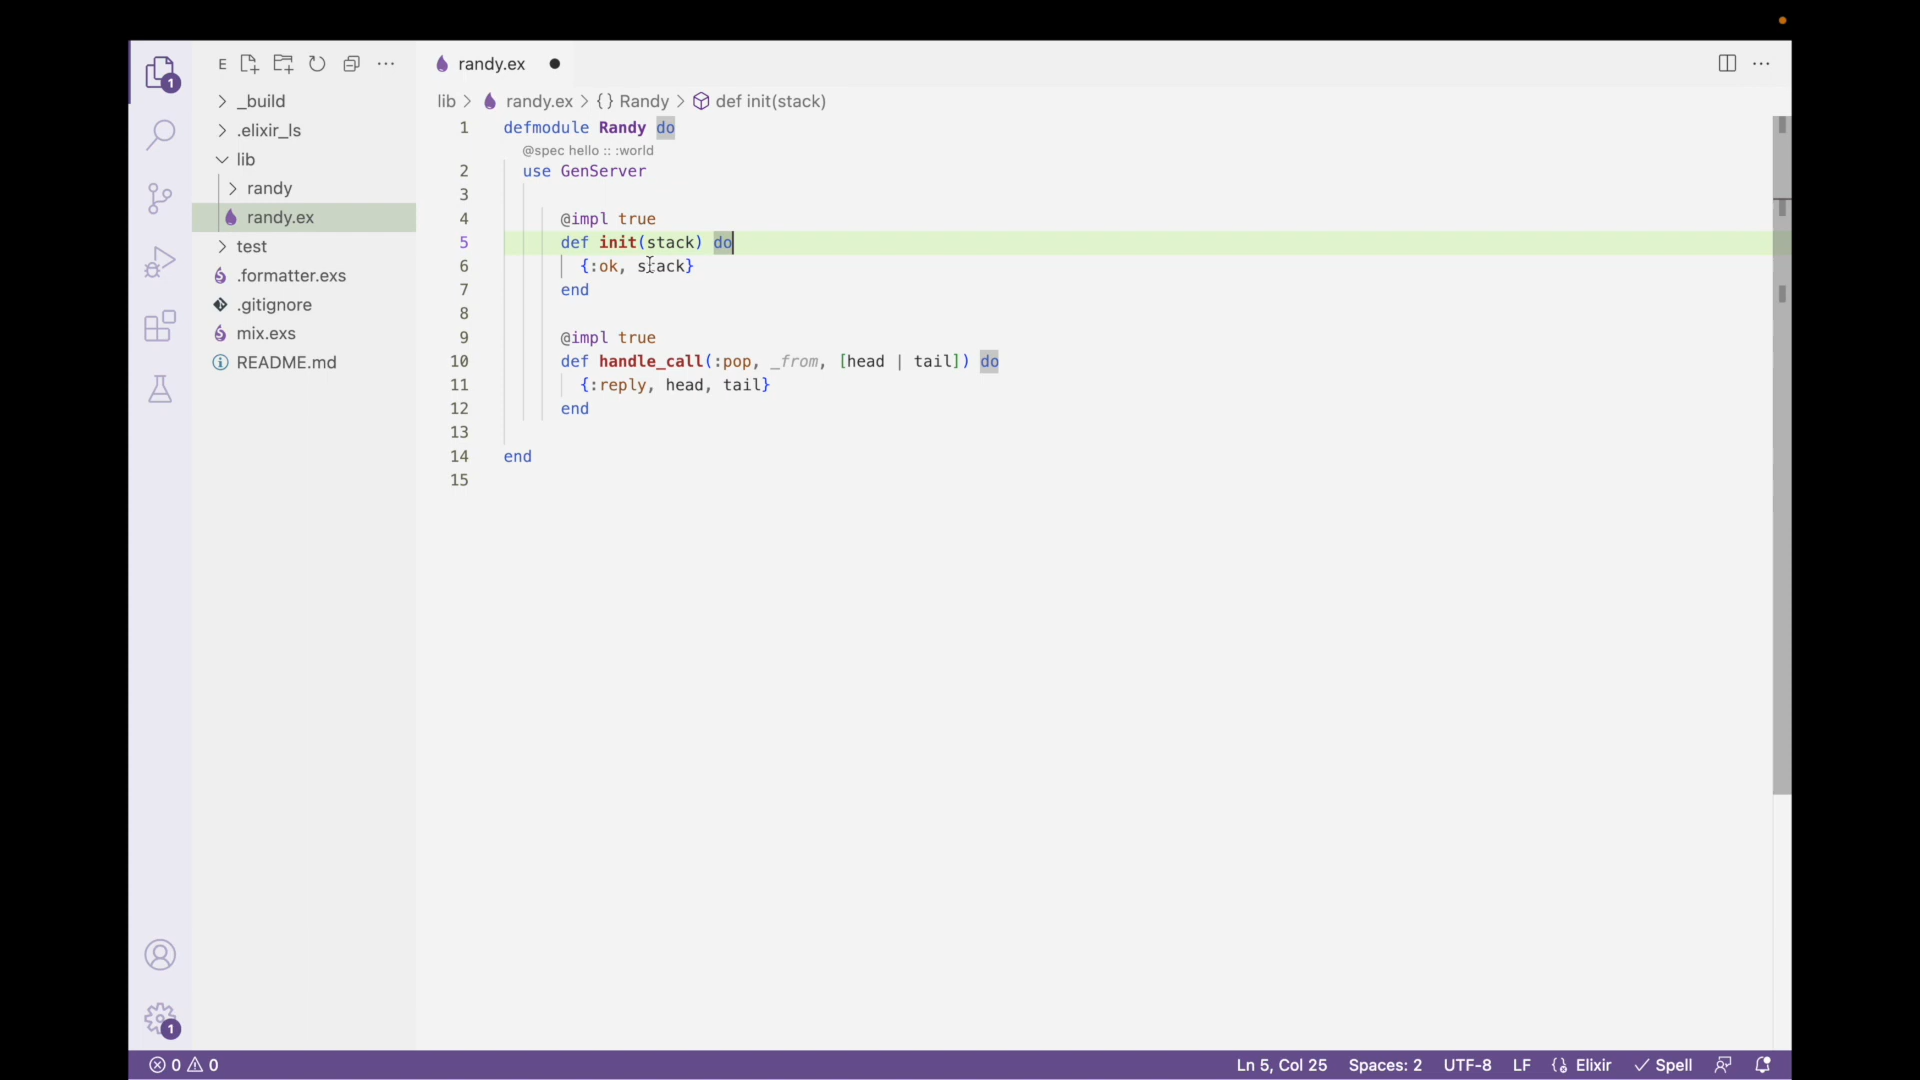 1
E
randy.ex
_build
.elixir_ls
lib
randy
randy.ex
test
.formatter.exs
.gitignore
mix.exs
README.md
1
lib > randy.ex > {} Randy > def init(stack)
1 defmodule Randy do
@spec hello :: :world
2 use GenServer
3
4 @impl true
5 def init(stack) do
6 {:ok, stack}
7 end
8
9 @impl true
10 def handle_call(:pop, _from, [head | tail]) do
11 {:reply, head, tail}
12 end
13
14 end
15
0 0 Ln 5, Col 25 Spaces: 2 UTF-8 LF Elixir Spell